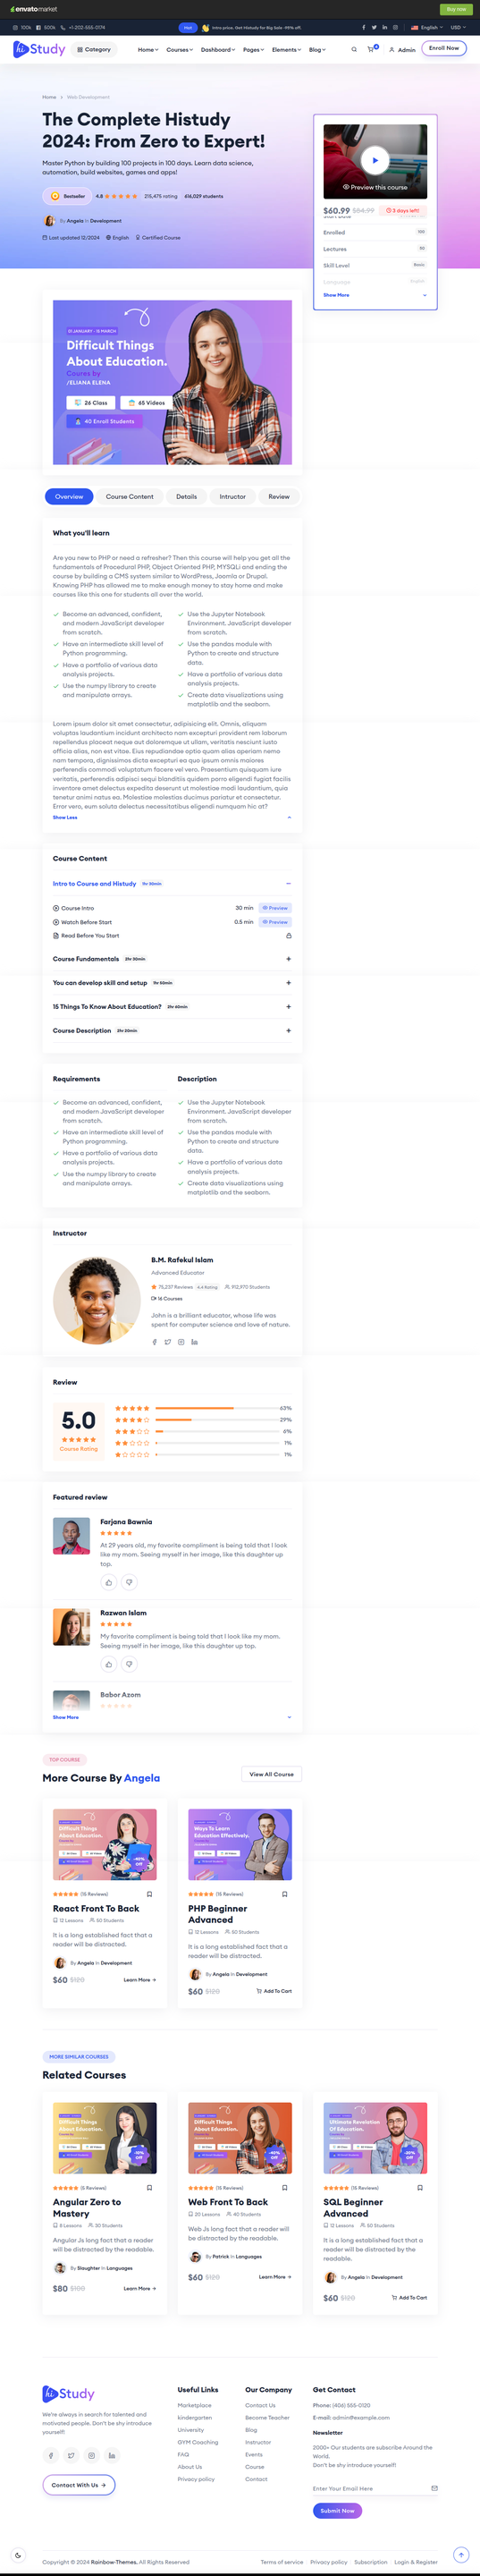 envatomarket
Buy now
100k 500k +1-202-555-0174
Hot Intro price. Get Histudy for Big Sale -95% off.
English USD
hi Study Category Home Courses Dashboard Pages Elements Blog 0 Admin Enroll Now
Home Web Development
The Complete Histudy
2024: From Zero to Expert!
Master Python by building 100 projects in 100 days. Learn data science,
automation, build websites, games and apps!
Bestseller 4.8 215,475 rating 616,029 students
By Angela in Development
Last updated 12/2024 English Certified Course
Preview this course
$60.99 $84.99 3 days left!
Enrolled 100
Lectures 50
Skill Level Basic
Language English
Show More
01 JANUARY - 15 MARCH
Difficult Things
About Education.
Coures by
/ELIANA ELENA
26 Class 65 Videos
40 Enroll Students
Overview Course Content Details Intructor Review
What you'll learn
Are you new to PHP or need a refresher? Then this course will help you get all the
fundamentals of Procedural PHP, Object Oriented PHP, MYSQLi and ending the
course by building a CMS system similar to WordPress, Joomla or Drupal.
Knowing PHP has allowed me to make enough money to stay home and make
courses like this one for students all over the world.
Become an advanced, confident,
and modern JavaScript developer
from scratch.
Have an intermediate skill level of
Python programming.
Have a portfolio of various data
analysis projects.
Use the numpy library to create
and manipulate arrays.
Use the Jupyter Notebook
Environment. JavaScript developer
from scratch.
Use the pandas module with
Python to create and structure
data.
Have a portfolio of various data
analysis projects.
Create data visualizations using
matplotlib and the seaborn.
Lorem ipsum dolor sit amet consectetur, adipisicing elit. Omnis, aliquam
voluptas laudantium incidunt architecto nam excepturi provident rem laborum
repellendus placeat neque aut doloremque ut ullam, veritatis nesciunt iusto
officia alias, non est vitae. Eius repudiandae optio quam alias aperiam nemo
nam tempora, dignissimos dicta excepturi ea quo ipsum omnis maiores
perferendis commodi voluptatum facere vel vero. Praesentium quisquam iure
veritatis, perferendis adipisci sequi blanditiis quidem porro eligendi fugiat facilis
inventore amet delectus expedita deserunt ut molestiae modi laudantium, quia
tenetur animi natus ea. Molestiae molestias ducimus pariatur et consectetur.
Error vero, eum soluta delectus necessitatibus eligendi numquam hic at?
Show Less
Course Content
Intro to Course and Histudy 1hr 30min
Course Intro 30 min Preview
Watch Before Start 0.5 min Preview
Read Before You Start
Course Fundamentals 2hr 30min
You can develop skill and setup 1hr 50min
15 Things To Know About Education? 2hr 60min
Course Description 2hr 20min
Requirements
Become an advanced, confident,
and modern JavaScript developer
from scratch.
Have an intermediate skill level of
Python programming.
Have a portfolio of various data
analysis projects.
Use the numpy library to create
and manipulate arrays.
Description
Use the Jupyter Notebook
Environment. JavaScript developer
from scratch.
Use the pandas module with
Python to create and structure
data.
Have a portfolio of various data
analysis projects.
Create data visualizations using
matplotlib and the seaborn.
Instructor
B.M. Rafekul Islam
Advanced Educator
75,237 Reviews 4.4 Rating 912,970 Students
16 Courses
John is a brilliant educator, whose life was
spent for computer science and love of nature.
Review
5.0
Course Rating
63%
29%
6%
1%
1%
Featured review
Farjana Bawnia
At 29 years old, my favorite compliment is being told that I look
like my mom. Seeing myself in her image, like this daughter up
top.
Razwan Islam
My favorite compliment is being told that I look like my mom.
Seeing myself in her image, like this daughter up top.
Babor Azom
Show More
TOP COURSE
More Course By Angela
View All Course
Difficult Things
About Education.
-40%
Off
(15 Reviews)
React Front To Back
12 Lessons 50 Students
It is a long established fact that a
reader will be distracted.
By Angela In Development
$60 $120 Learn More
Ways To Learn
Education Effectively.
(15 Reviews)
PHP Beginner
Advanced
12 Lessons 50 Students
It is a long established fact that a
reader will be distracted.
By Angela In Development
$60 $120 Add To Cart
MORE SIMILAR COURSES
Related Courses
Difficult Things
About Education.
Off
(5 Reviews)
Angular Zero to
Mastery
8 Lessons 30 Students
Angular Js long fact that a reader
will be distracted by the readable.
By Slaughter In Languages
$80 $100 Learn More
Difficult Things
About Education.
-40%
Off
(15 Reviews)
Web Front To Back
20 Lessons 40 Students
Web Js long fact that a reader will
be distracted by the readable.
By Patrick In Languages
$60 $120 Learn More
Ultimate Revolation
Of Education.
-20%
Off
(15 Reviews)
SQL Beginner
Advanced
12 Lessons 50 Students
It is a long established fact that a
reader will be distracted by the
readable.
By Angela in Development
$60 $120 Add To Cart
hi Study
We're always in search for talented and
motivated people. Don't be shy introduce
yourself!
Contact With Us
Useful Links
Marketplace
kindergarten
University
GYM Coaching
FAQ
About Us
Privacy policy
Our Company
Contact Us
Become Teacher
Blog
Instructor
Events
Course
Contact
Get Contact
Phone: (406) 555-0120
E-mail: admin@example.com
Newsletter
2000+ Our students are subscribe Around the
World.
Don't be shy introduce yourself!
Enter Your Email Here
Submit Now
Copyright © 2024 Rainbow-Themes. All Rights Reserved
Terms of service Privacy policy Subscription Login & Register